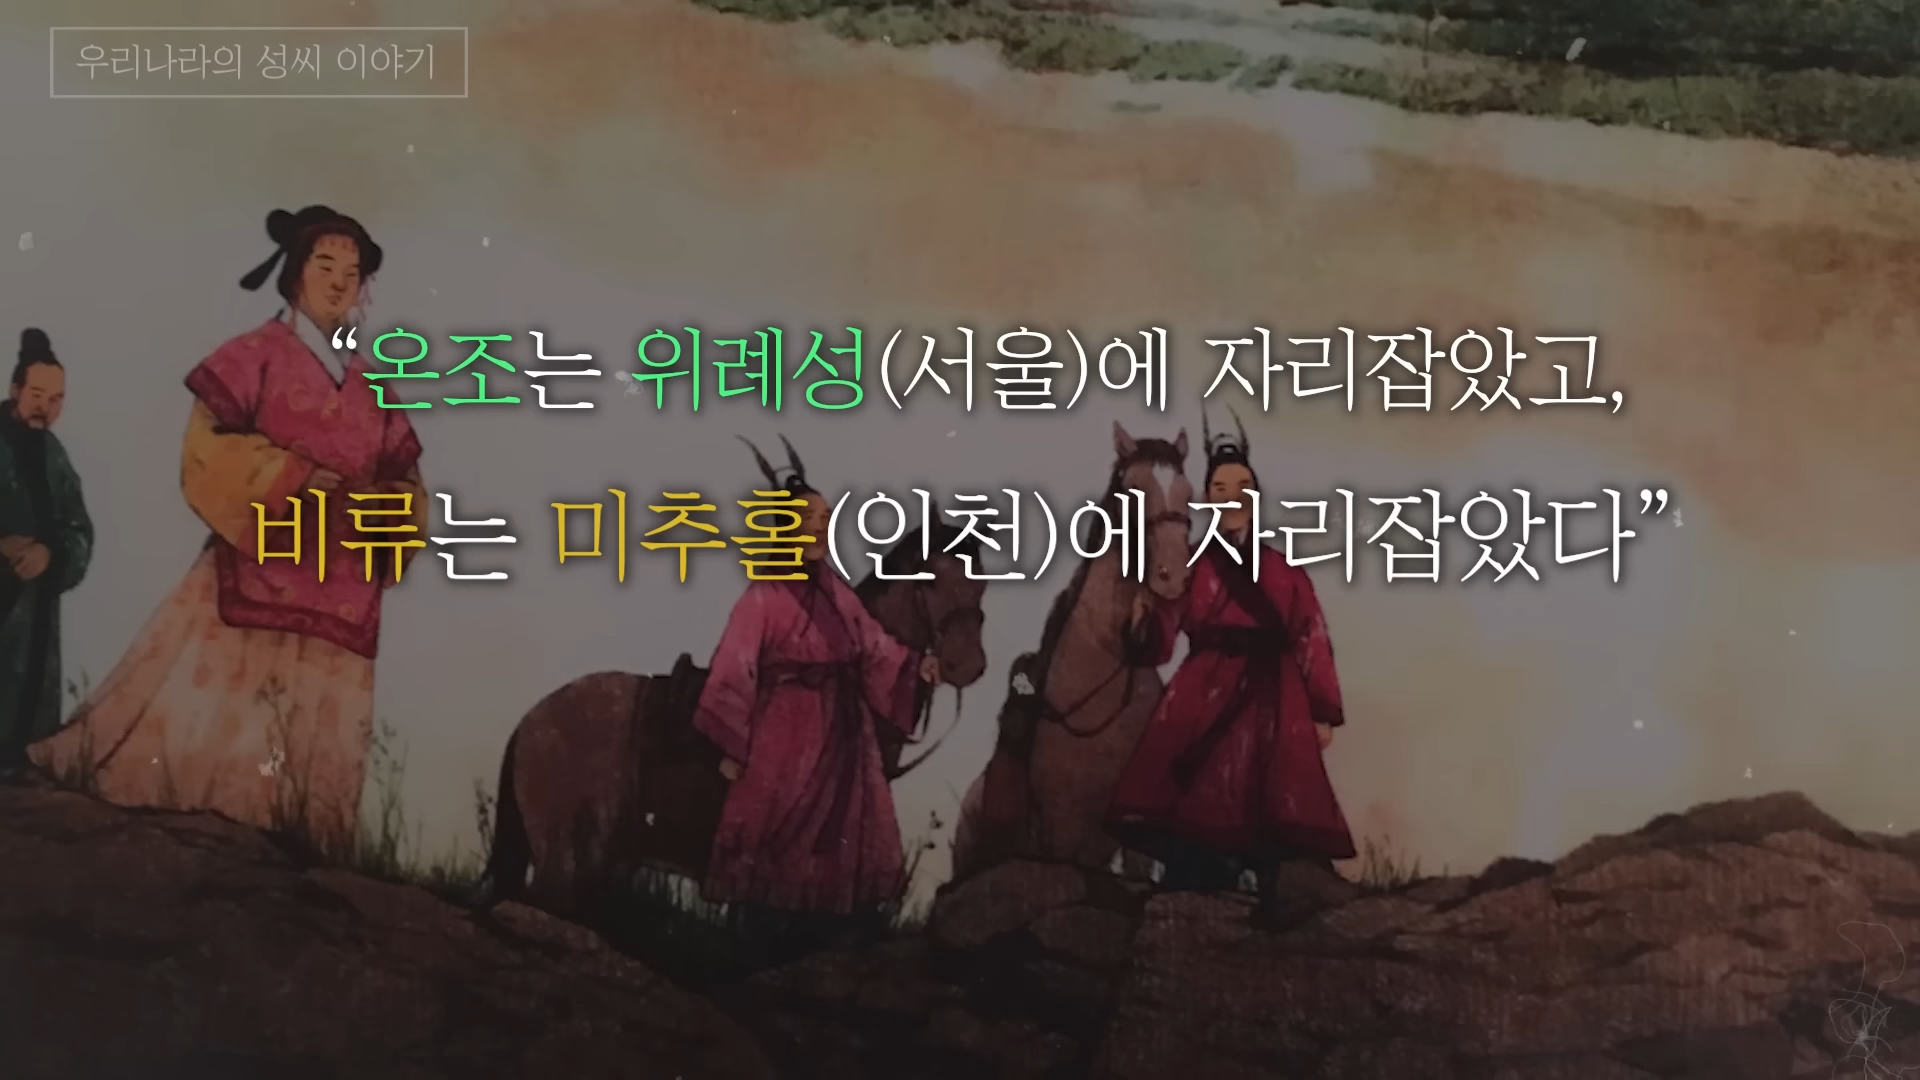 우리나라의 성씨 이야기
“온조는 위례성(서울)에 자리잡았고,
비류는 미추홀(인천)에 자리잡았다”